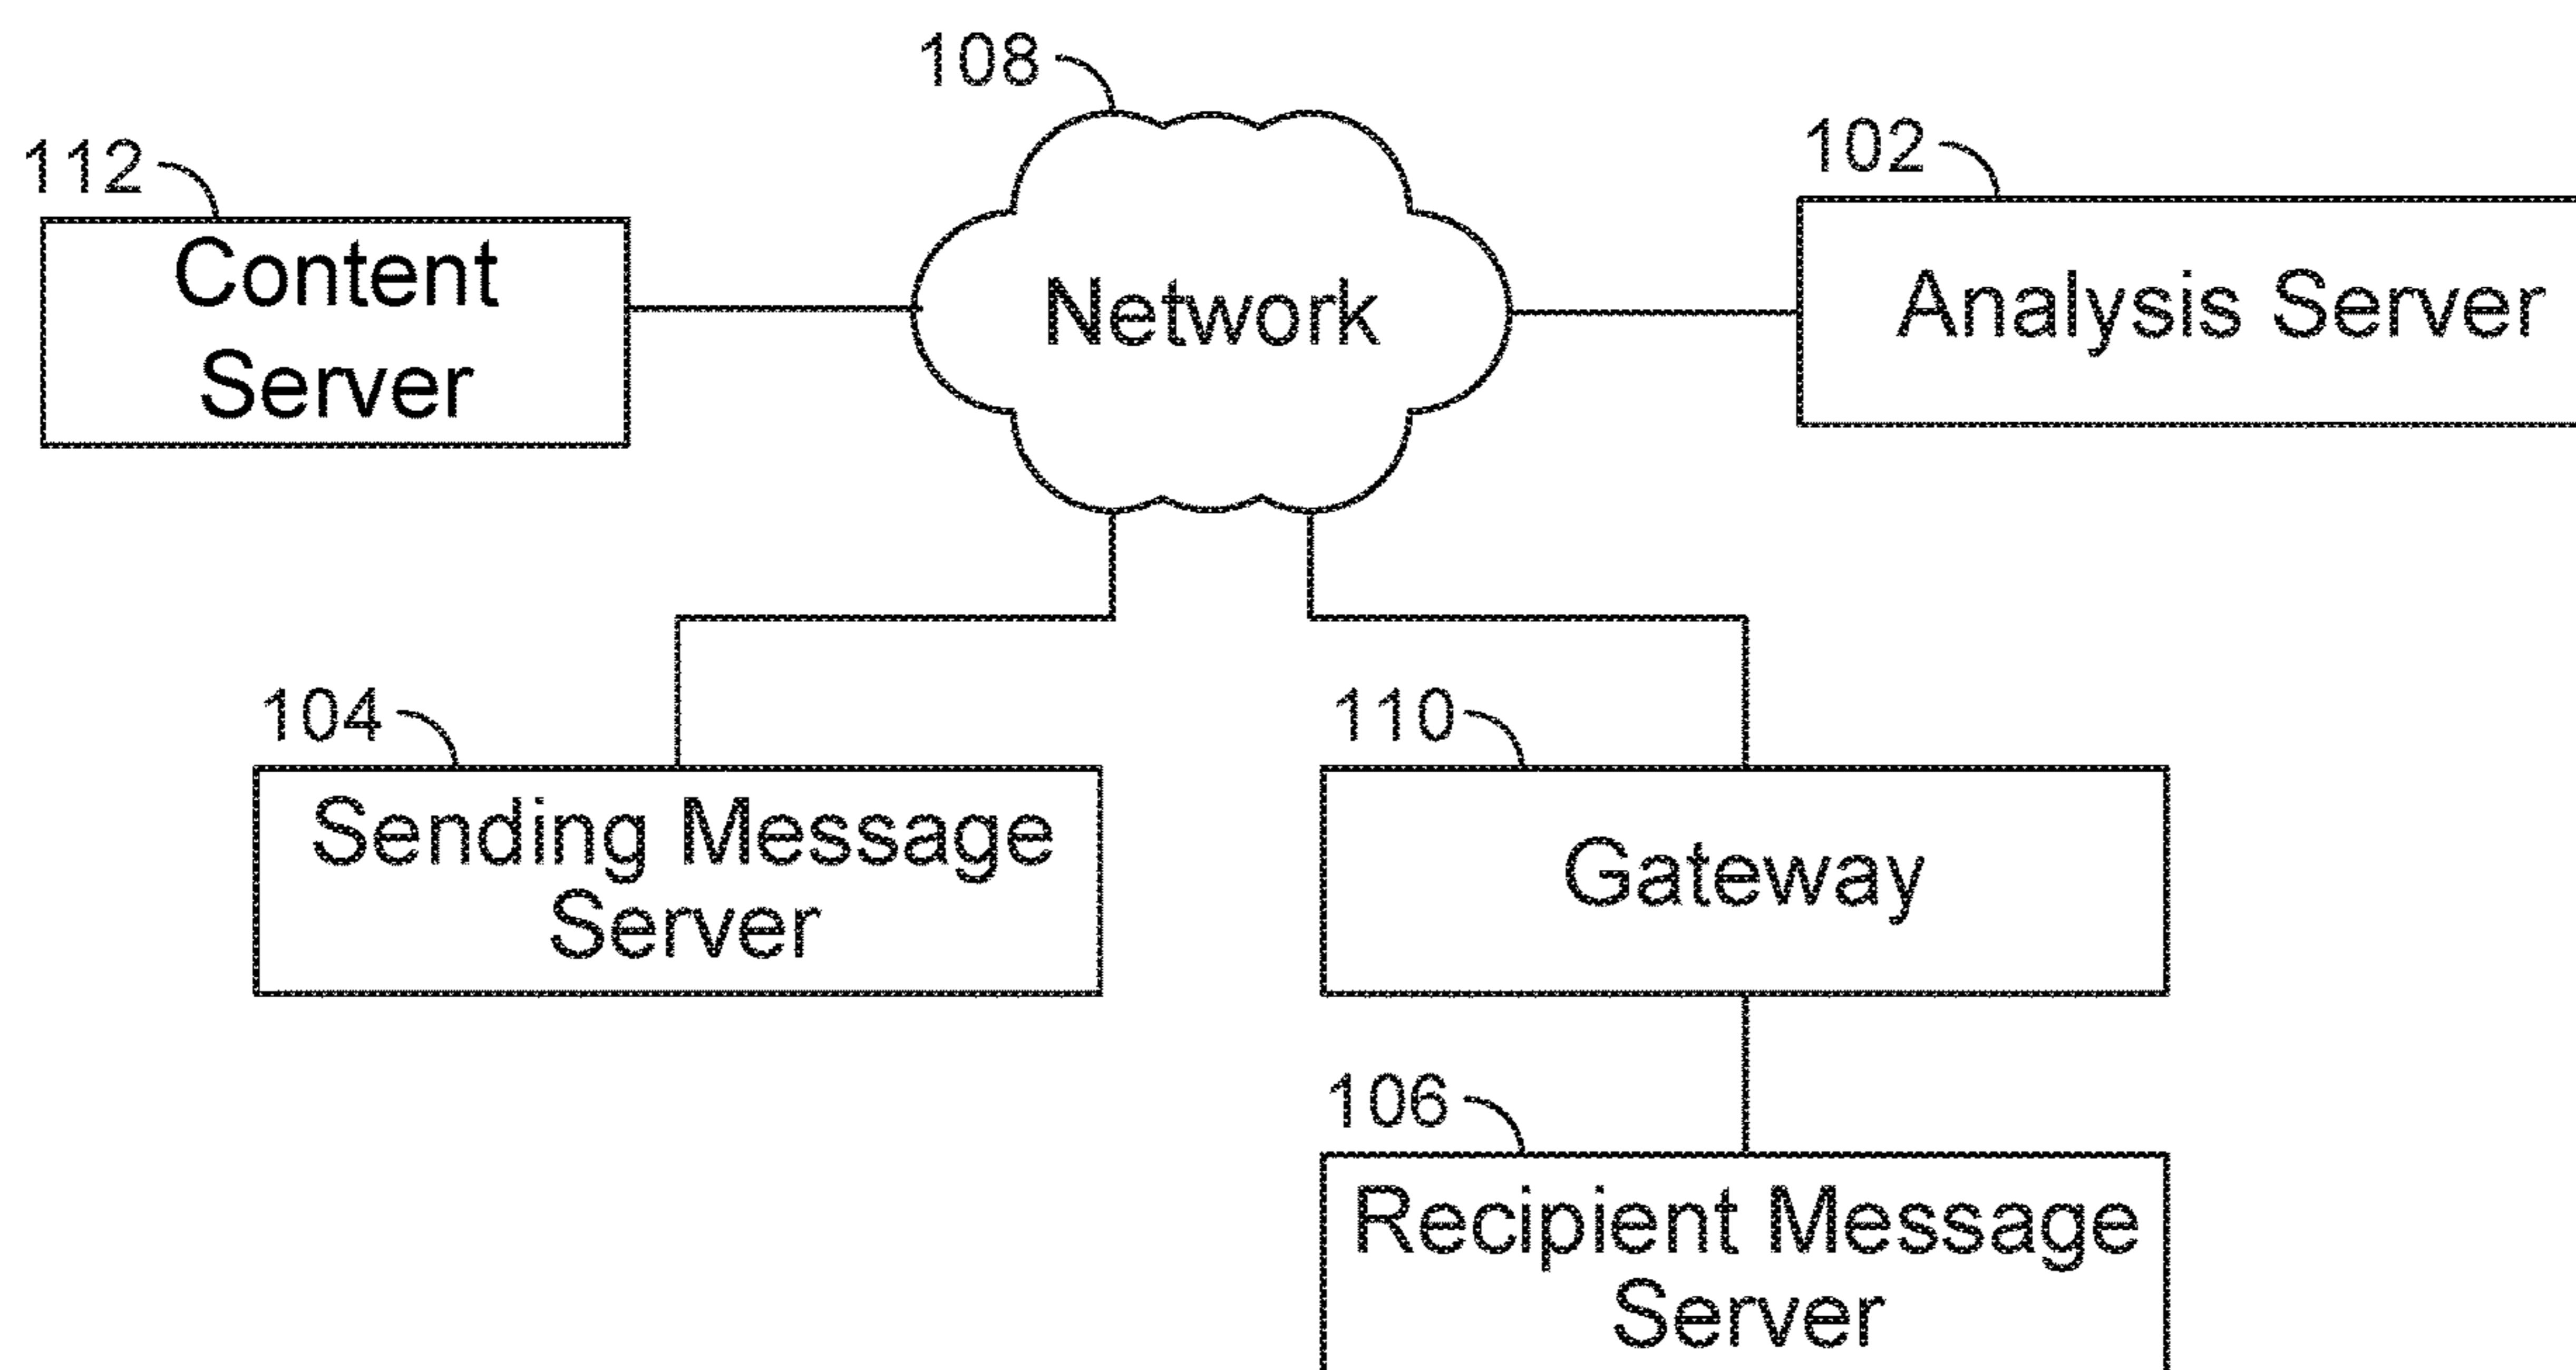 108
112
102
Content
Server
Network
Analysis Server
104
110
Sending Message
Server
Gateway
106
Recipient Message
Server